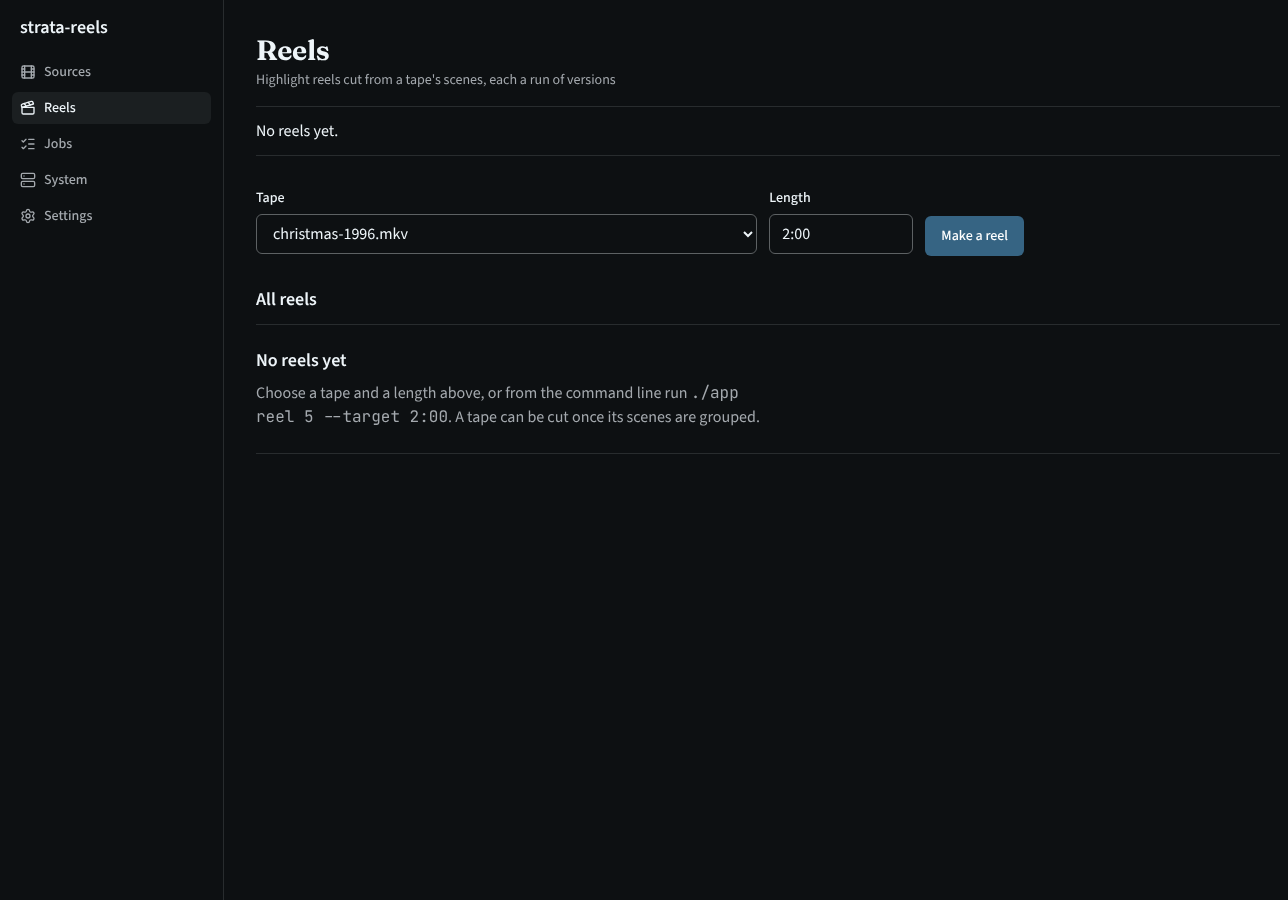 strata-reels
Sources
Reels
Jobs
System
Settings
Reels
Highlight reels cut from a tape's scenes, each a run of versions
No reels yet.
Tape
Length
christmas-1996.mkv
2:00
Make a reel
All reels
No reels yet
Choose a tape and a length above, or from the command line run ./app
reel 5 --target 2:00. A tape can be cut once its scenes are grouped.